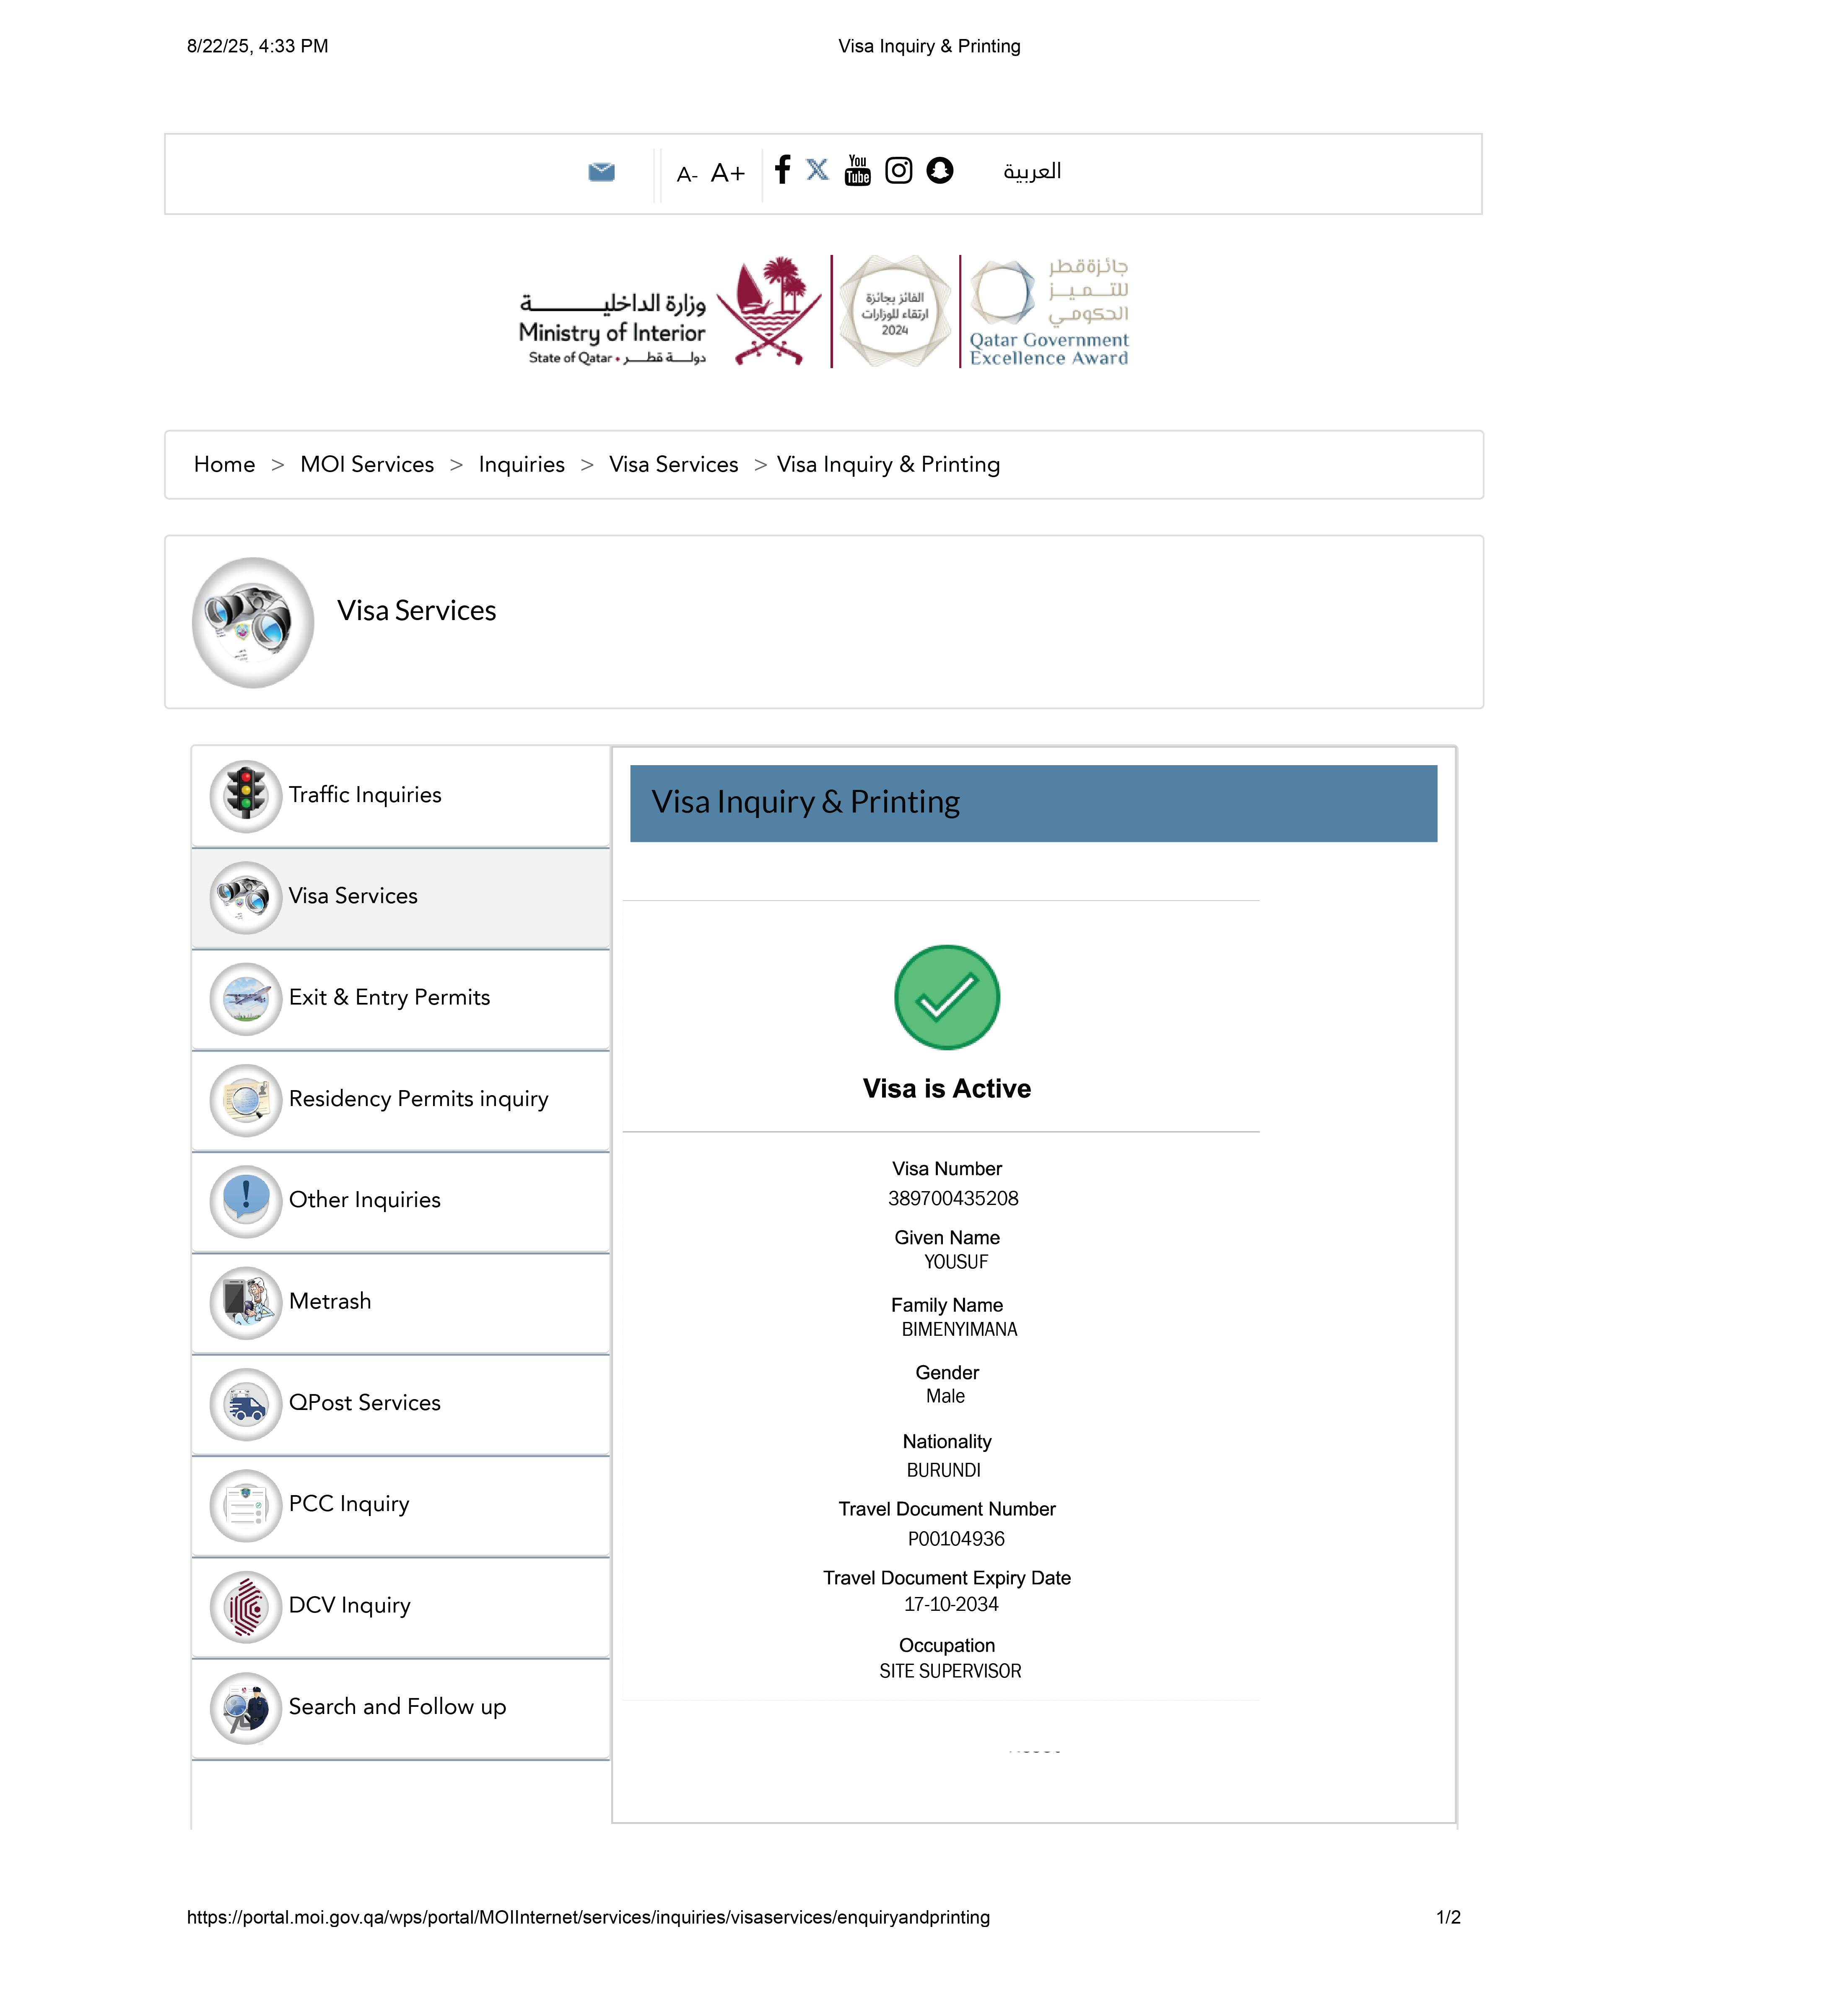 8/22/25, 4:33 PM
Visa Inquiry & Printing
A- A+
You
Tube
العربية
وزارة الداخليـــــــة
Ministry of Interior
State of Qatar • دولـــة قطـــر
الفائز بجائزة
ارتقاء للوزارات
2024
جائزة قطر
للتـميـز
الحكومـي
Qatar Government
Excellence Award
Home > MOI Services > Inquiries > Visa Services > Visa Inquiry & Printing
Visa Services
Traffic Inquiries
Visa Services
Exit & Entry Permits
Residency Permits inquiry
Other Inquiries
Metrash
QPost Services
PCC Inquiry
DCV Inquiry
Search and Follow up
Visa Inquiry & Printing
Visa is Active
Visa Number
389700435208
Given Name
YOUSUF
Family Name
BIMENYIMANA
Gender
Male
Nationality
BURUNDI
Travel Document Number
P00104936
Travel Document Expiry Date
17-10-2034
Occupation
SITE SUPERVISOR
https://portal.moi.gov.qa/wps/portal/MOIInternet/services/inquiries/visaservices/enquiryandprinting
1/2